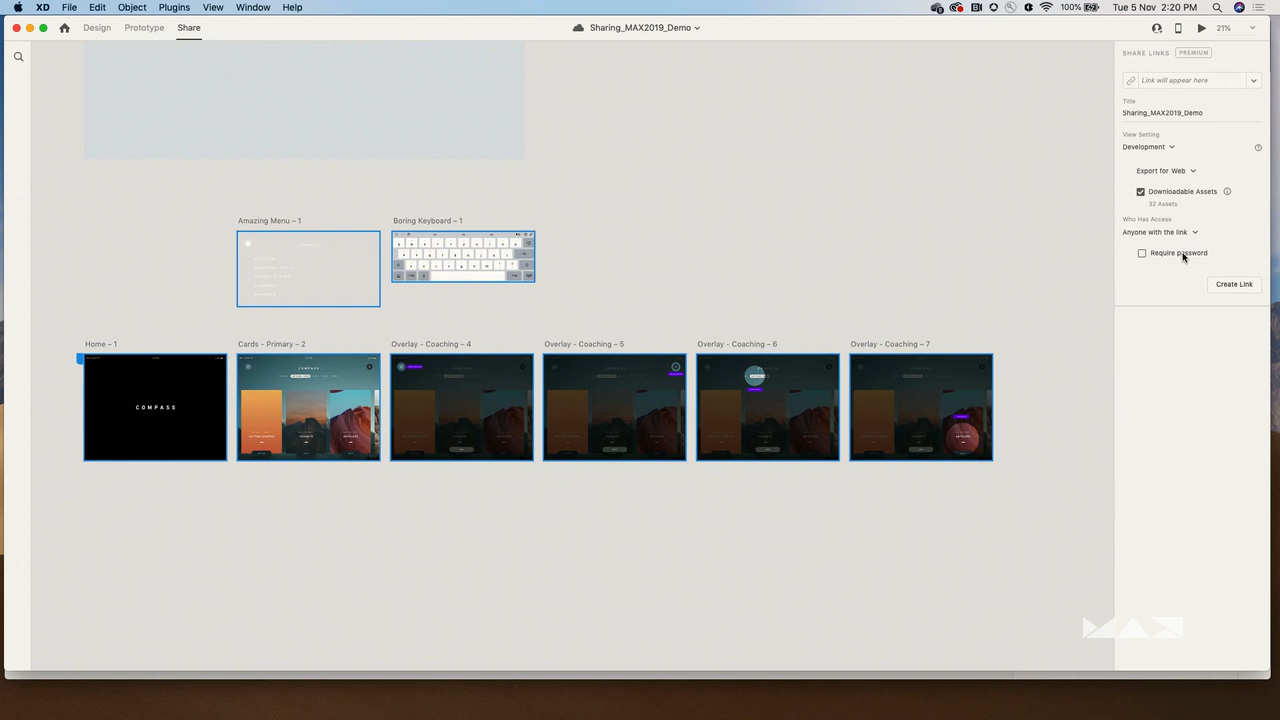 XD File Edit Object Plugins View Window Help
100% Tue 5 Nov 2:20 PM
Design Prototype Share
Sharing_MAX2019_Demo
21%
SHARE LINKS PREMIUM
Link will appear here
Title
Sharing_MAX2019_Demo
View Setting
Development
Export for Web
Downloadable Assets
32 Assets
Who Has Access
Anyone with the link
Require password
Create Link
Amazing Menu – 1
Boring Keyboard – 1
Home – 1
Cards - Primary – 2
Overlay - Coaching – 4
Overlay - Coaching – 5
Overlay - Coaching – 6
Overlay - Coaching – 7
COMPASS
MAX